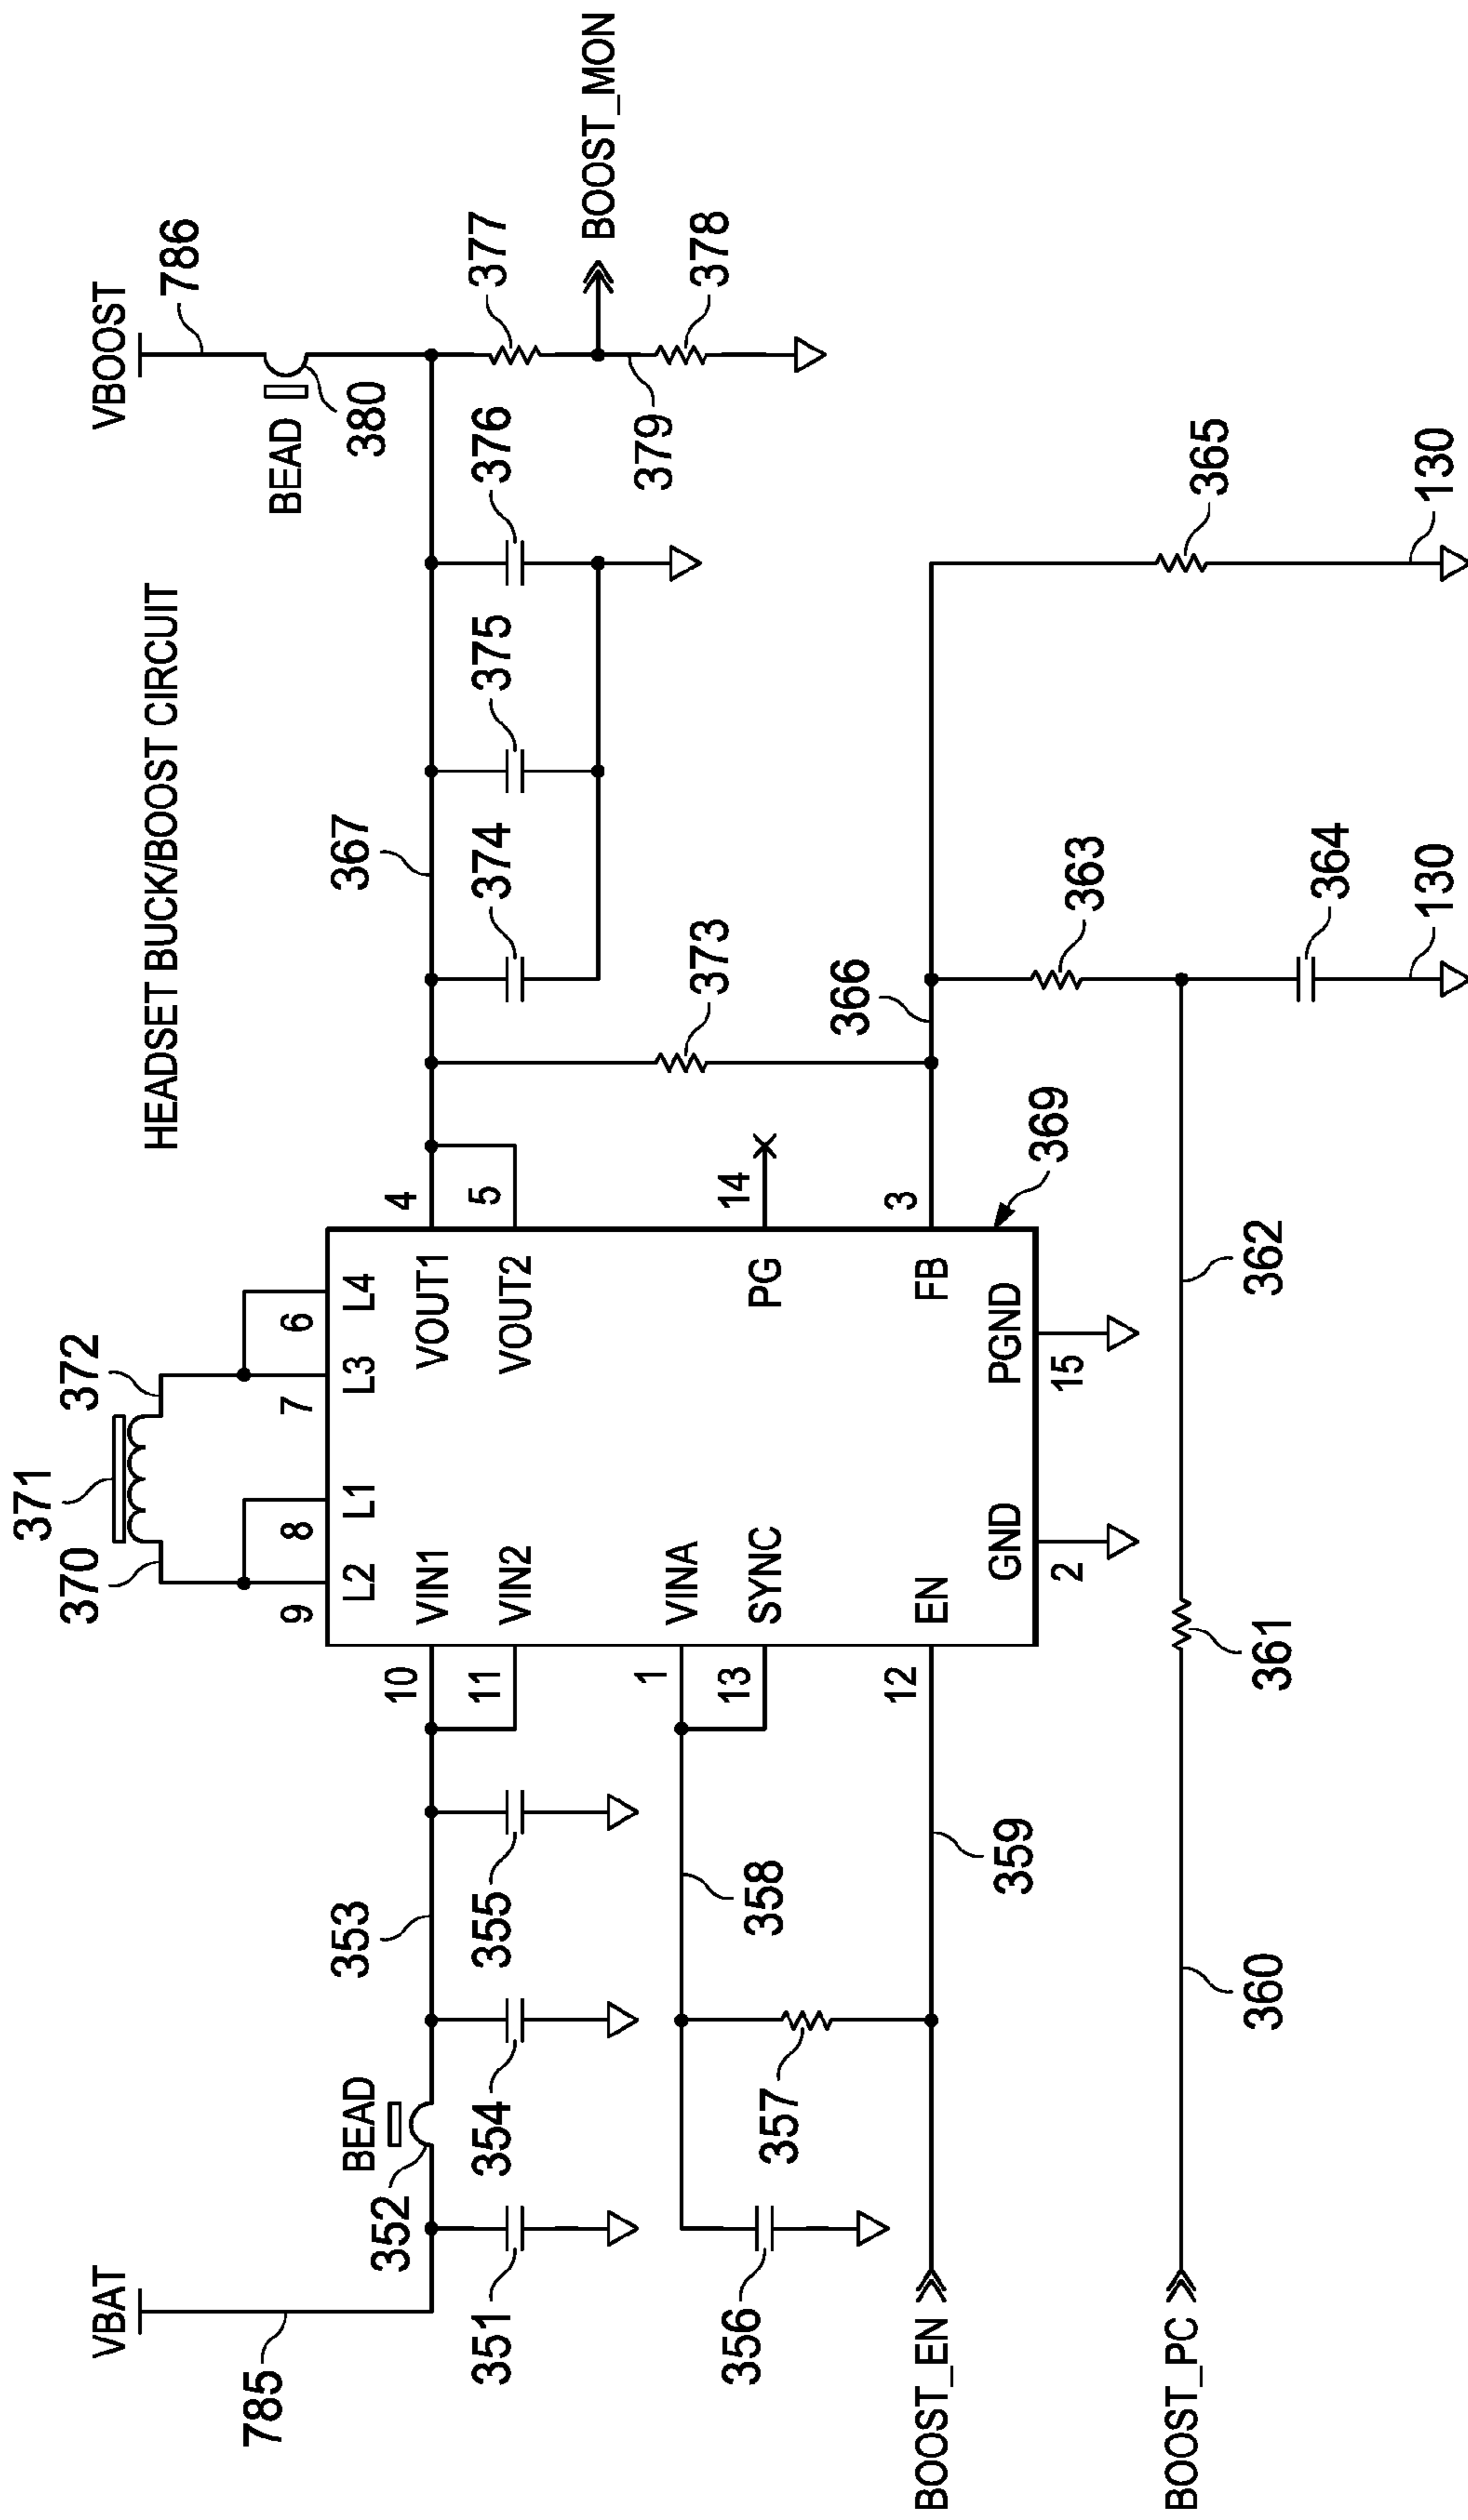 HEADSET BUCK/BOOST CIRCUIT
VBAT
785
351
352
BEAD
354
353
355
356
357
358
BOOST_EN
359
BOOST_PC
360
361
362
370
371
372
9
8
7
6
L2
L1
L3
L4
10
VIN1
VOUT1
4
11
VIN2
VOUT2
5
1
VINA
13
SYNC
PG
14
12
EN
FB
3
GND
PGND
2
15
369
367
373
366
374
375
376
363
364
130
365
130
VBOOST
786
BEAD
380
377
BOOST_MON
379
378